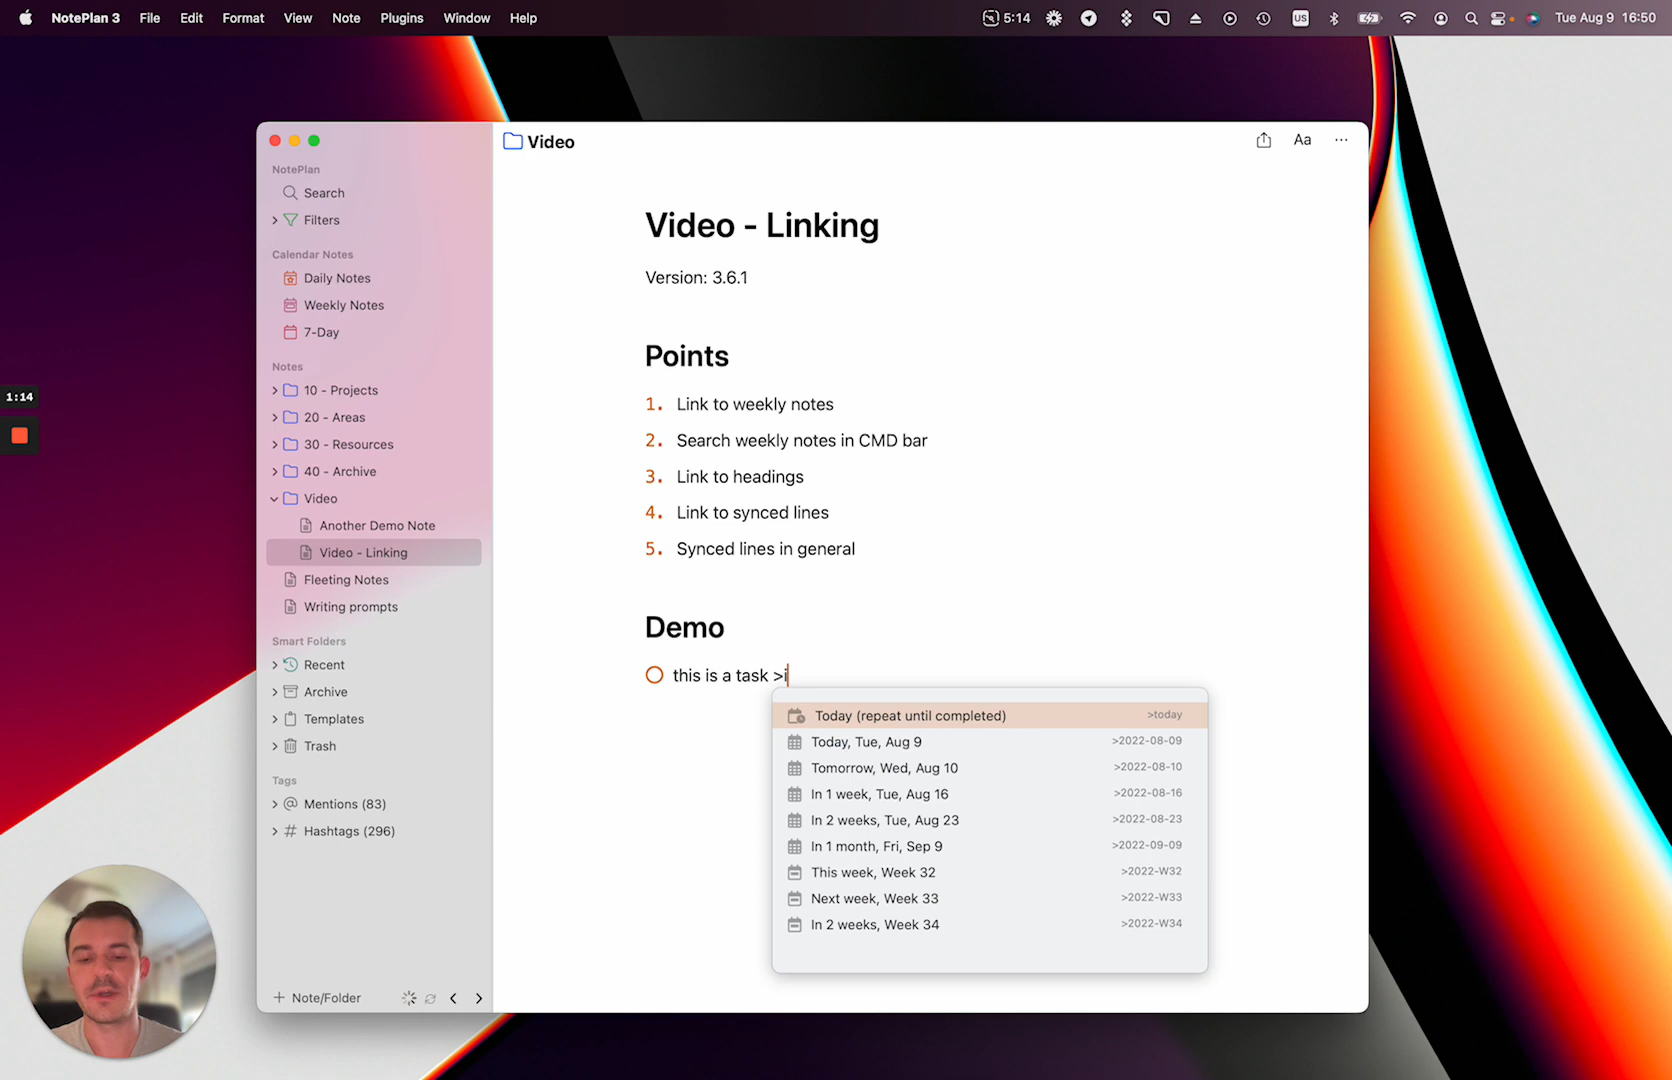 NotePlan 3 File Edit Format View Note Plugins Window Help 5:14 US Tue Aug 9 16:50
Video Aa
NotePlan
Search
Filters
Calendar Notes
Daily Notes
Weekly Notes
7-Day
Notes
10 - Projects
20 - Areas
30 - Resources
40 - Archive
Video
Another Demo Note
Video - Linking
Fleeting Notes
Writing prompts
Smart Folders
Recent
Archive
Templates
Trash
Tags
@ Mentions (83)
# Hashtags (296)
+ Note/Folder
1:14
Video - Linking
Version: 3.6.1
Points
1. Link to weekly notes
2. Search weekly notes in CMD bar
3. Link to headings
4. Link to synced lines
5. Synced lines in general
Demo
this is a task >i
Today (repeat until completed) >today
Today, Tue, Aug 9 >2022-08-09
Tomorrow, Wed, Aug 10 >2022-08-10
In 1 week, Tue, Aug 16 >2022-08-16
In 2 weeks, Tue, Aug 23 >2022-08-23
In 1 month, Fri, Sep 9 >2022-09-09
This week, Week 32 >2022-W32
Next week, Week 33 >2022-W33
In 2 weeks, Week 34 >2022-W34